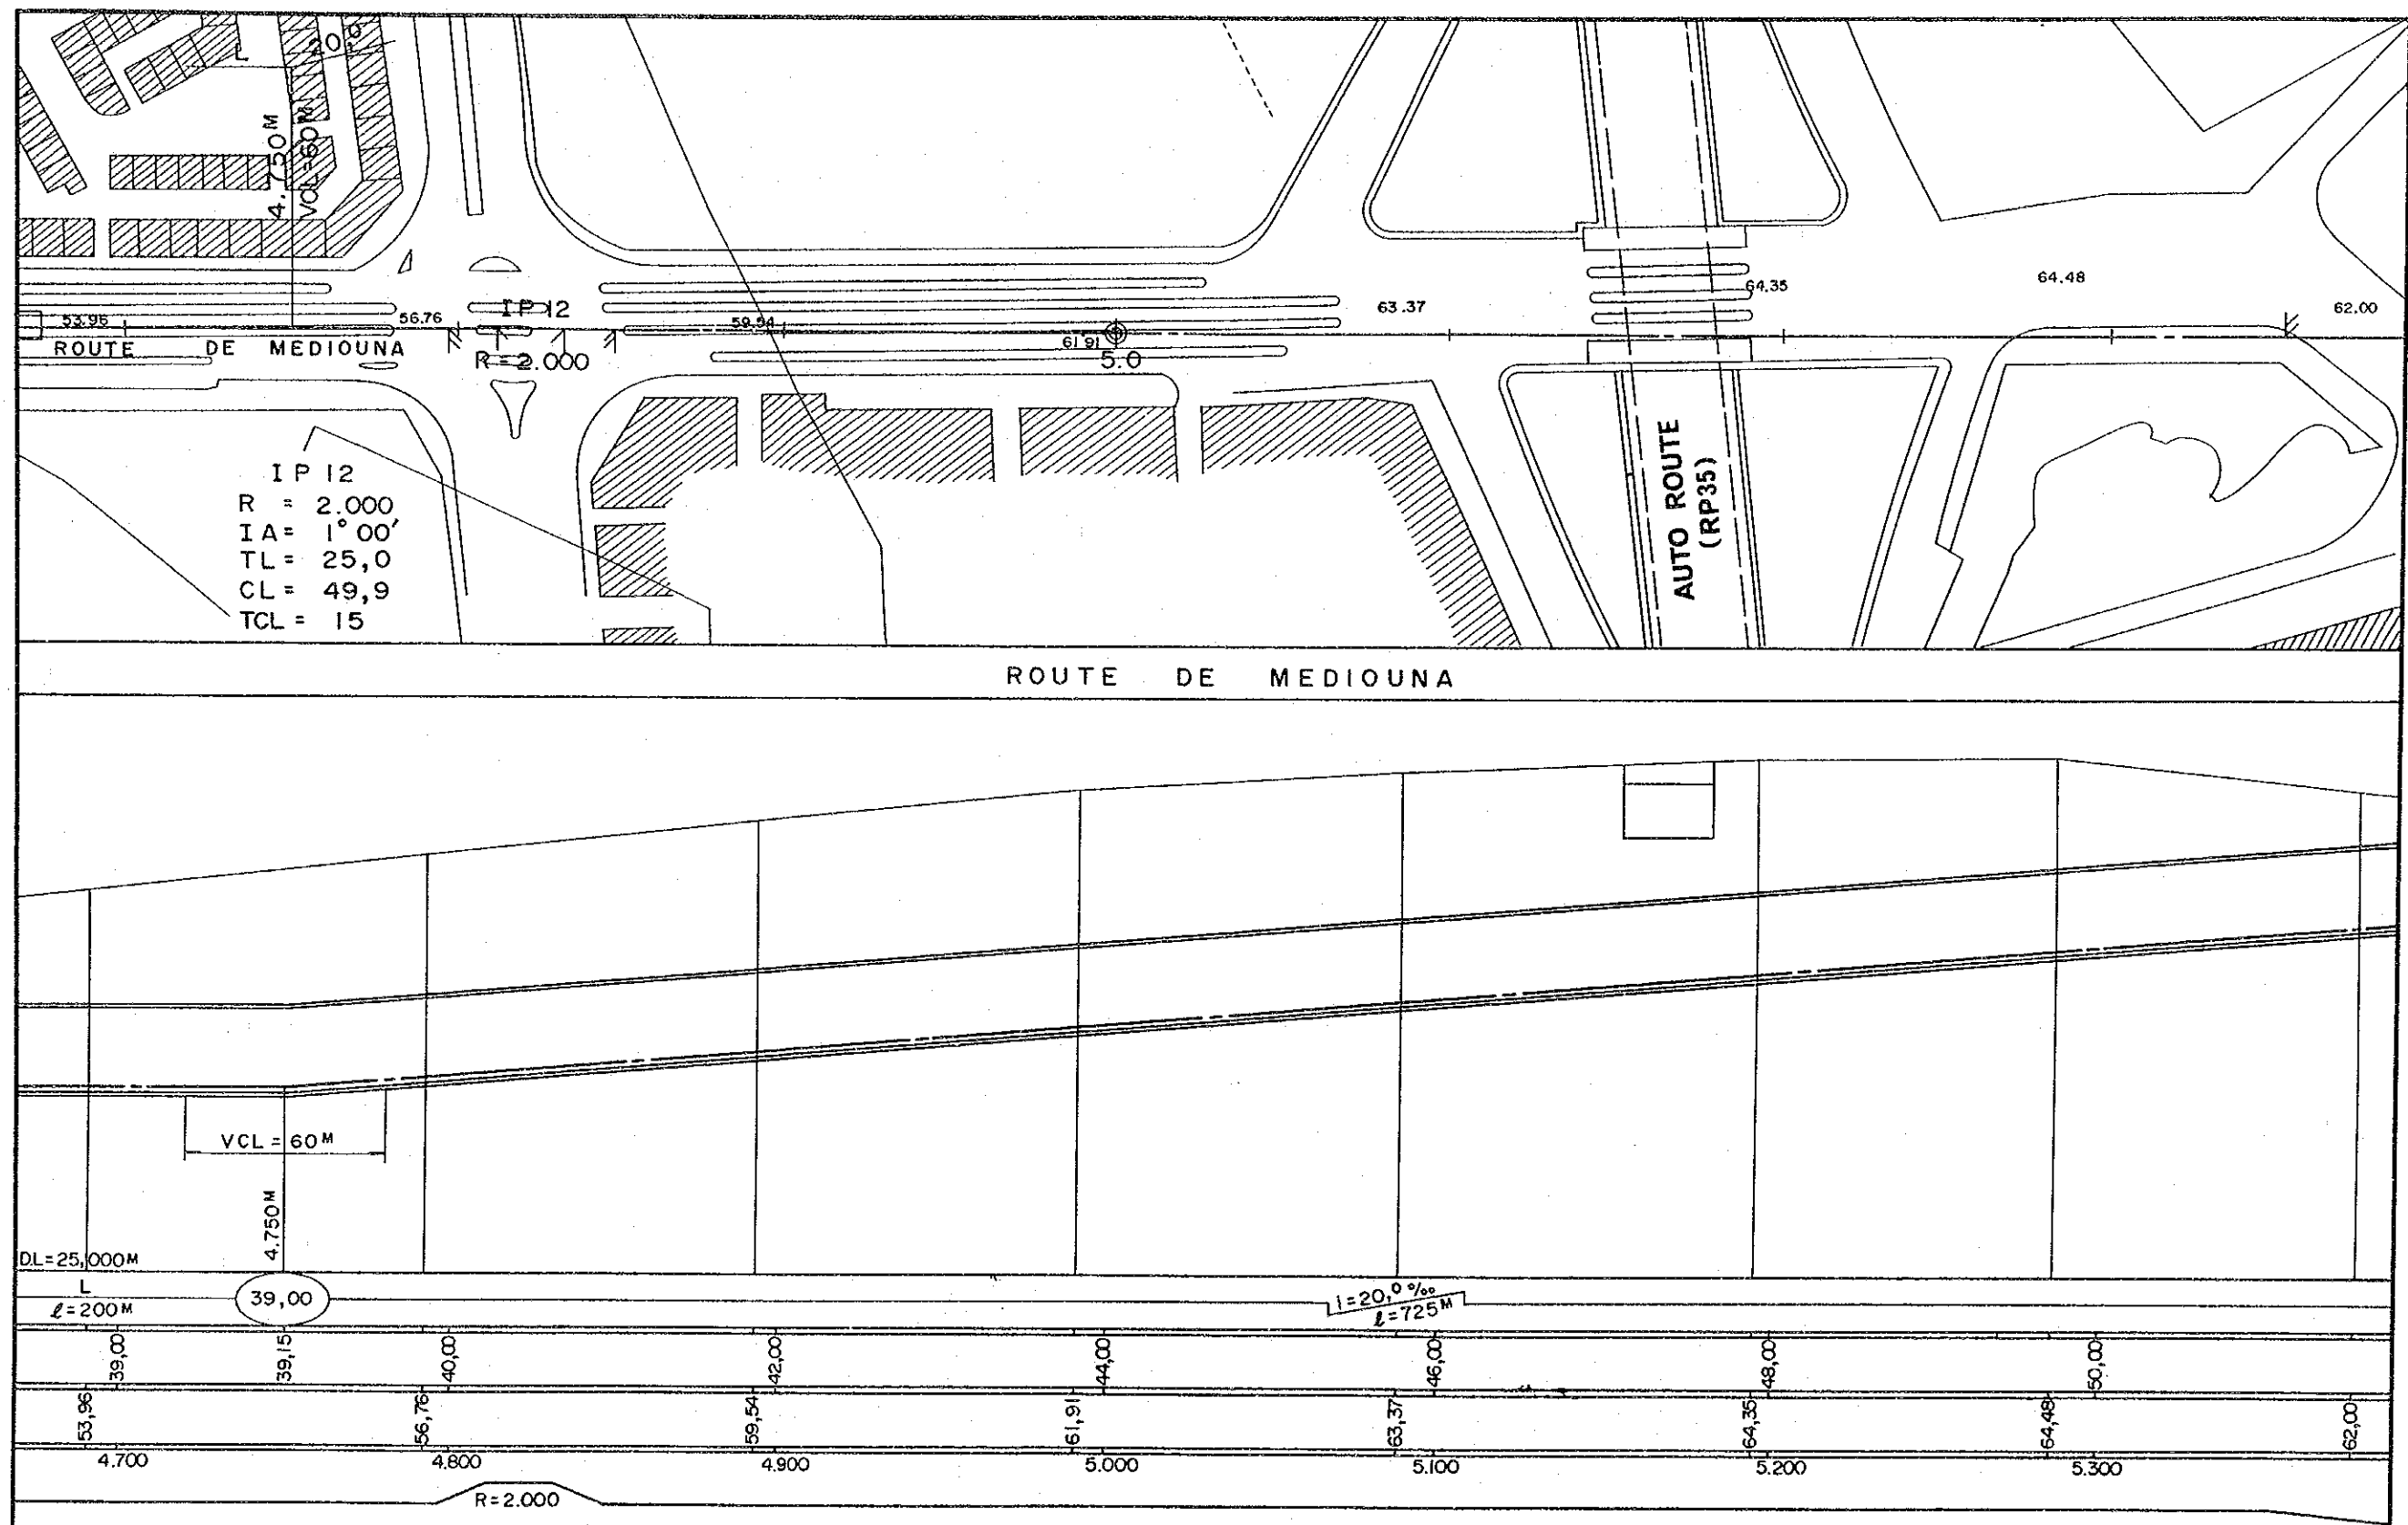 L 20,0
4.750M
VCL=60M
53.96
56.76
IP 12
59.54
61.91
5.0
63.37
64.35
64.48
62.00
ROUTE DE MEDIOUNA
R=2.000
IP 12
R = 2.000
IA= 1°00′
TL= 25,0
CL= 49,9
TCL= 15
AUTO ROUTE
(RP35)
ROUTE DE MEDIOUNA
VCL=60M
4.750M
DL=25,000M
L
ℓ=200M
39,00
i=20,0‰
ℓ=725M
39,00 39,15 40,00 42,00 44,00 46,00 48,00 50,00
53,96 56,76 59,54 61,91 63,37 64,35 64,48 62,00
4.700 4.800 4.900 5.000 5.100 5.200 5.300
R=2.000